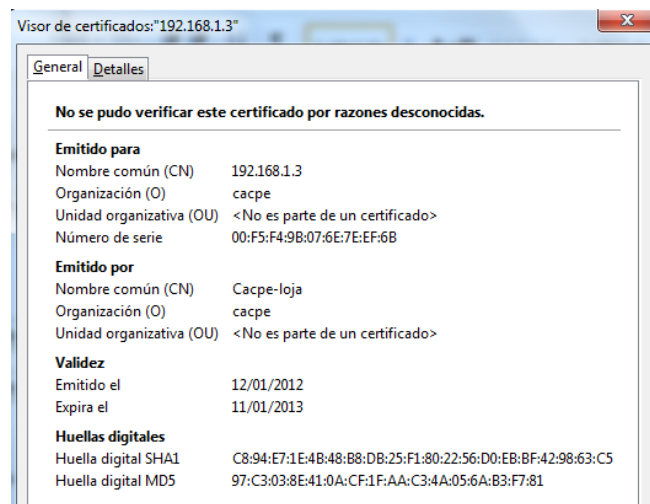 Visor de certificados:"192.168.1.3"
General Detalles
No se pudo verificar este certificado por razones desconocidas.
Emitido para
Nombre común (CN) 192.168.1.3
Organización (O) cacpe
Unidad organizativa (OU) <No es parte de un certificado>
Número de serie 00:F5:F4:9B:07:6E:7E:EF:6B
Emitido por
Nombre común (CN) Cacpe-loja
Organización (O) cacpe
Unidad organizativa (OU) <No es parte de un certificado>
Validez
Emitido el 12/01/2012
Expira el 11/01/2013
Huellas digitales
Huella digital SHA1 C8:94:E7:1E:4B:48:B8:DB:25:F1:80:22:56:D0:EB:BF:42:98:63:C5
Huella digital MD5 97:C3:03:8E:41:0A:CF:1F:AA:C3:4A:05:6A:B3:F7:81